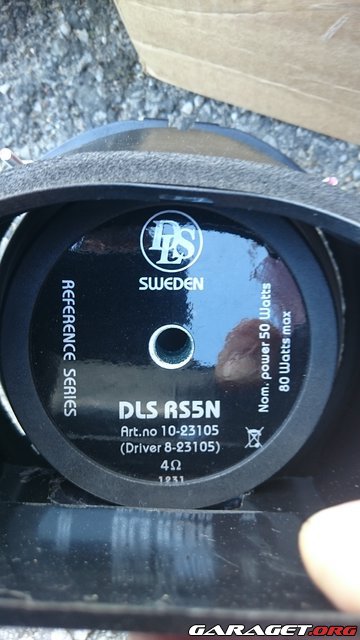 DLS
SWEDEN
REFERENCE SERIES
Nom. power 50 Watts
80 Watts max
DLS RS5N
Art.no 10-23105
(Driver 8-23105)
4Ω
1231
GARAGET.ORG